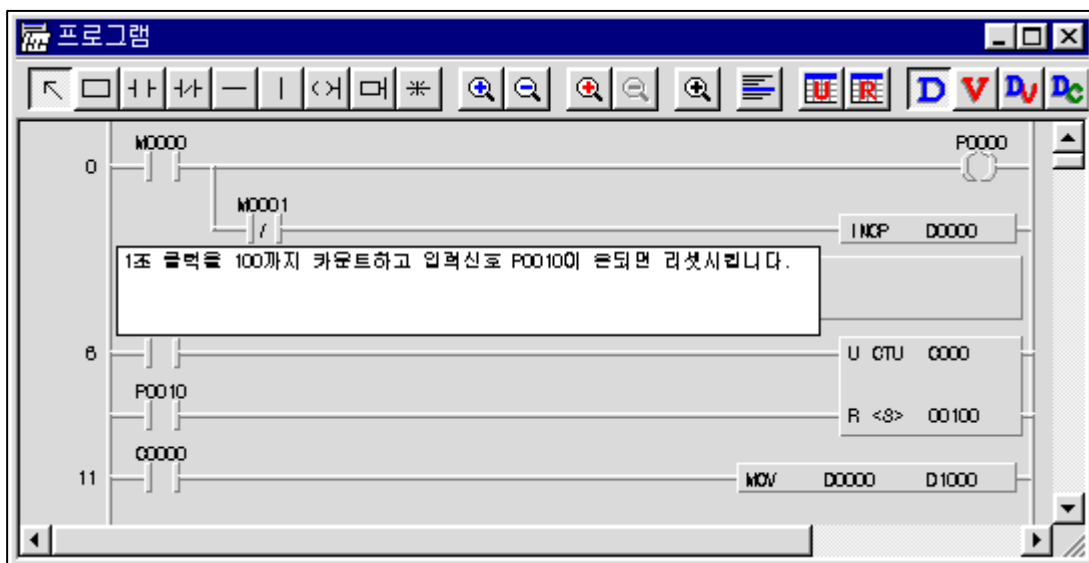 프로그램
U R D V DU DC
M0000 P0000
0
M0001
INCP D0000
1초 클럭을 100까지 카운트하고 입력신호 P0010이 온되면 리셋시킵니다.
6 U CTU C000
P0010
R <S> 00100
C0000
11 MOV D0000 D1000